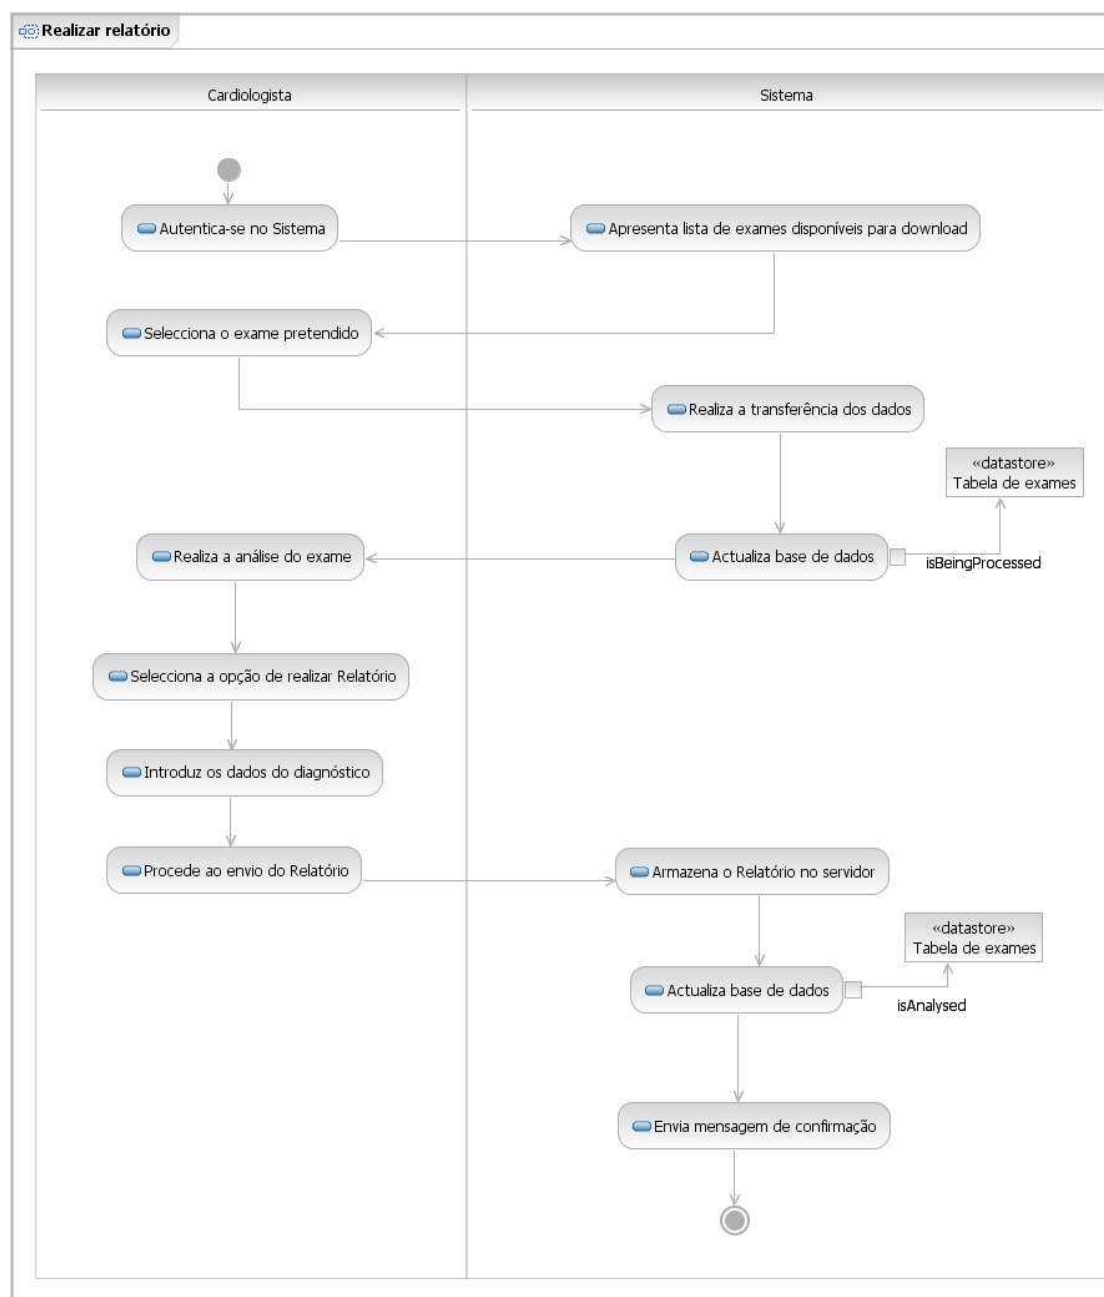 Realizar relatório
Cardiologista
Sistema
Autentica-se no Sistema
Apresenta lista de exames disponíveis para download
Selecciona o exame pretendido
Realiza a transferência dos dados
«datastore»
Tabela de exames
Realiza a análise do exame
Actualiza base de dados
isBeingProcessed
Selecciona a opção de realizar Relatório
Introduz os dados do diagnóstico
Procede ao envio do Relatório
Armazena o Relatório no servidor
«datastore»
Tabela de exames
Actualiza base de dados
isAnalysed
Envia mensagem de confirmação